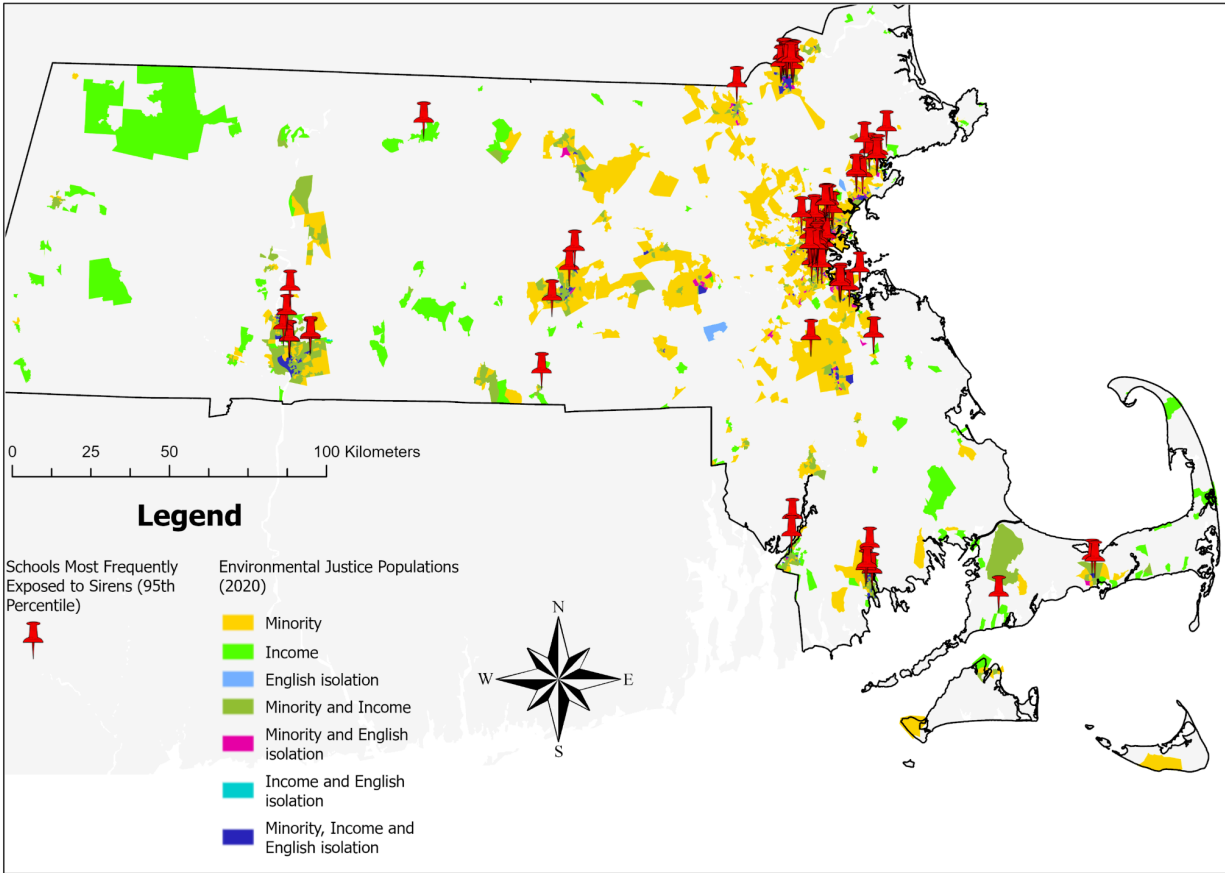 0 25 50 100 Kilometers
Legend
Schools Most Frequently
Exposed to Sirens (95th
Percentile)
Environmental Justice Populations
(2020)
Minority
Income
English isolation
Minority and Income
Minority and English
isolation
Income and English
isolation
Minority, Income and
English isolation
N
W E
S